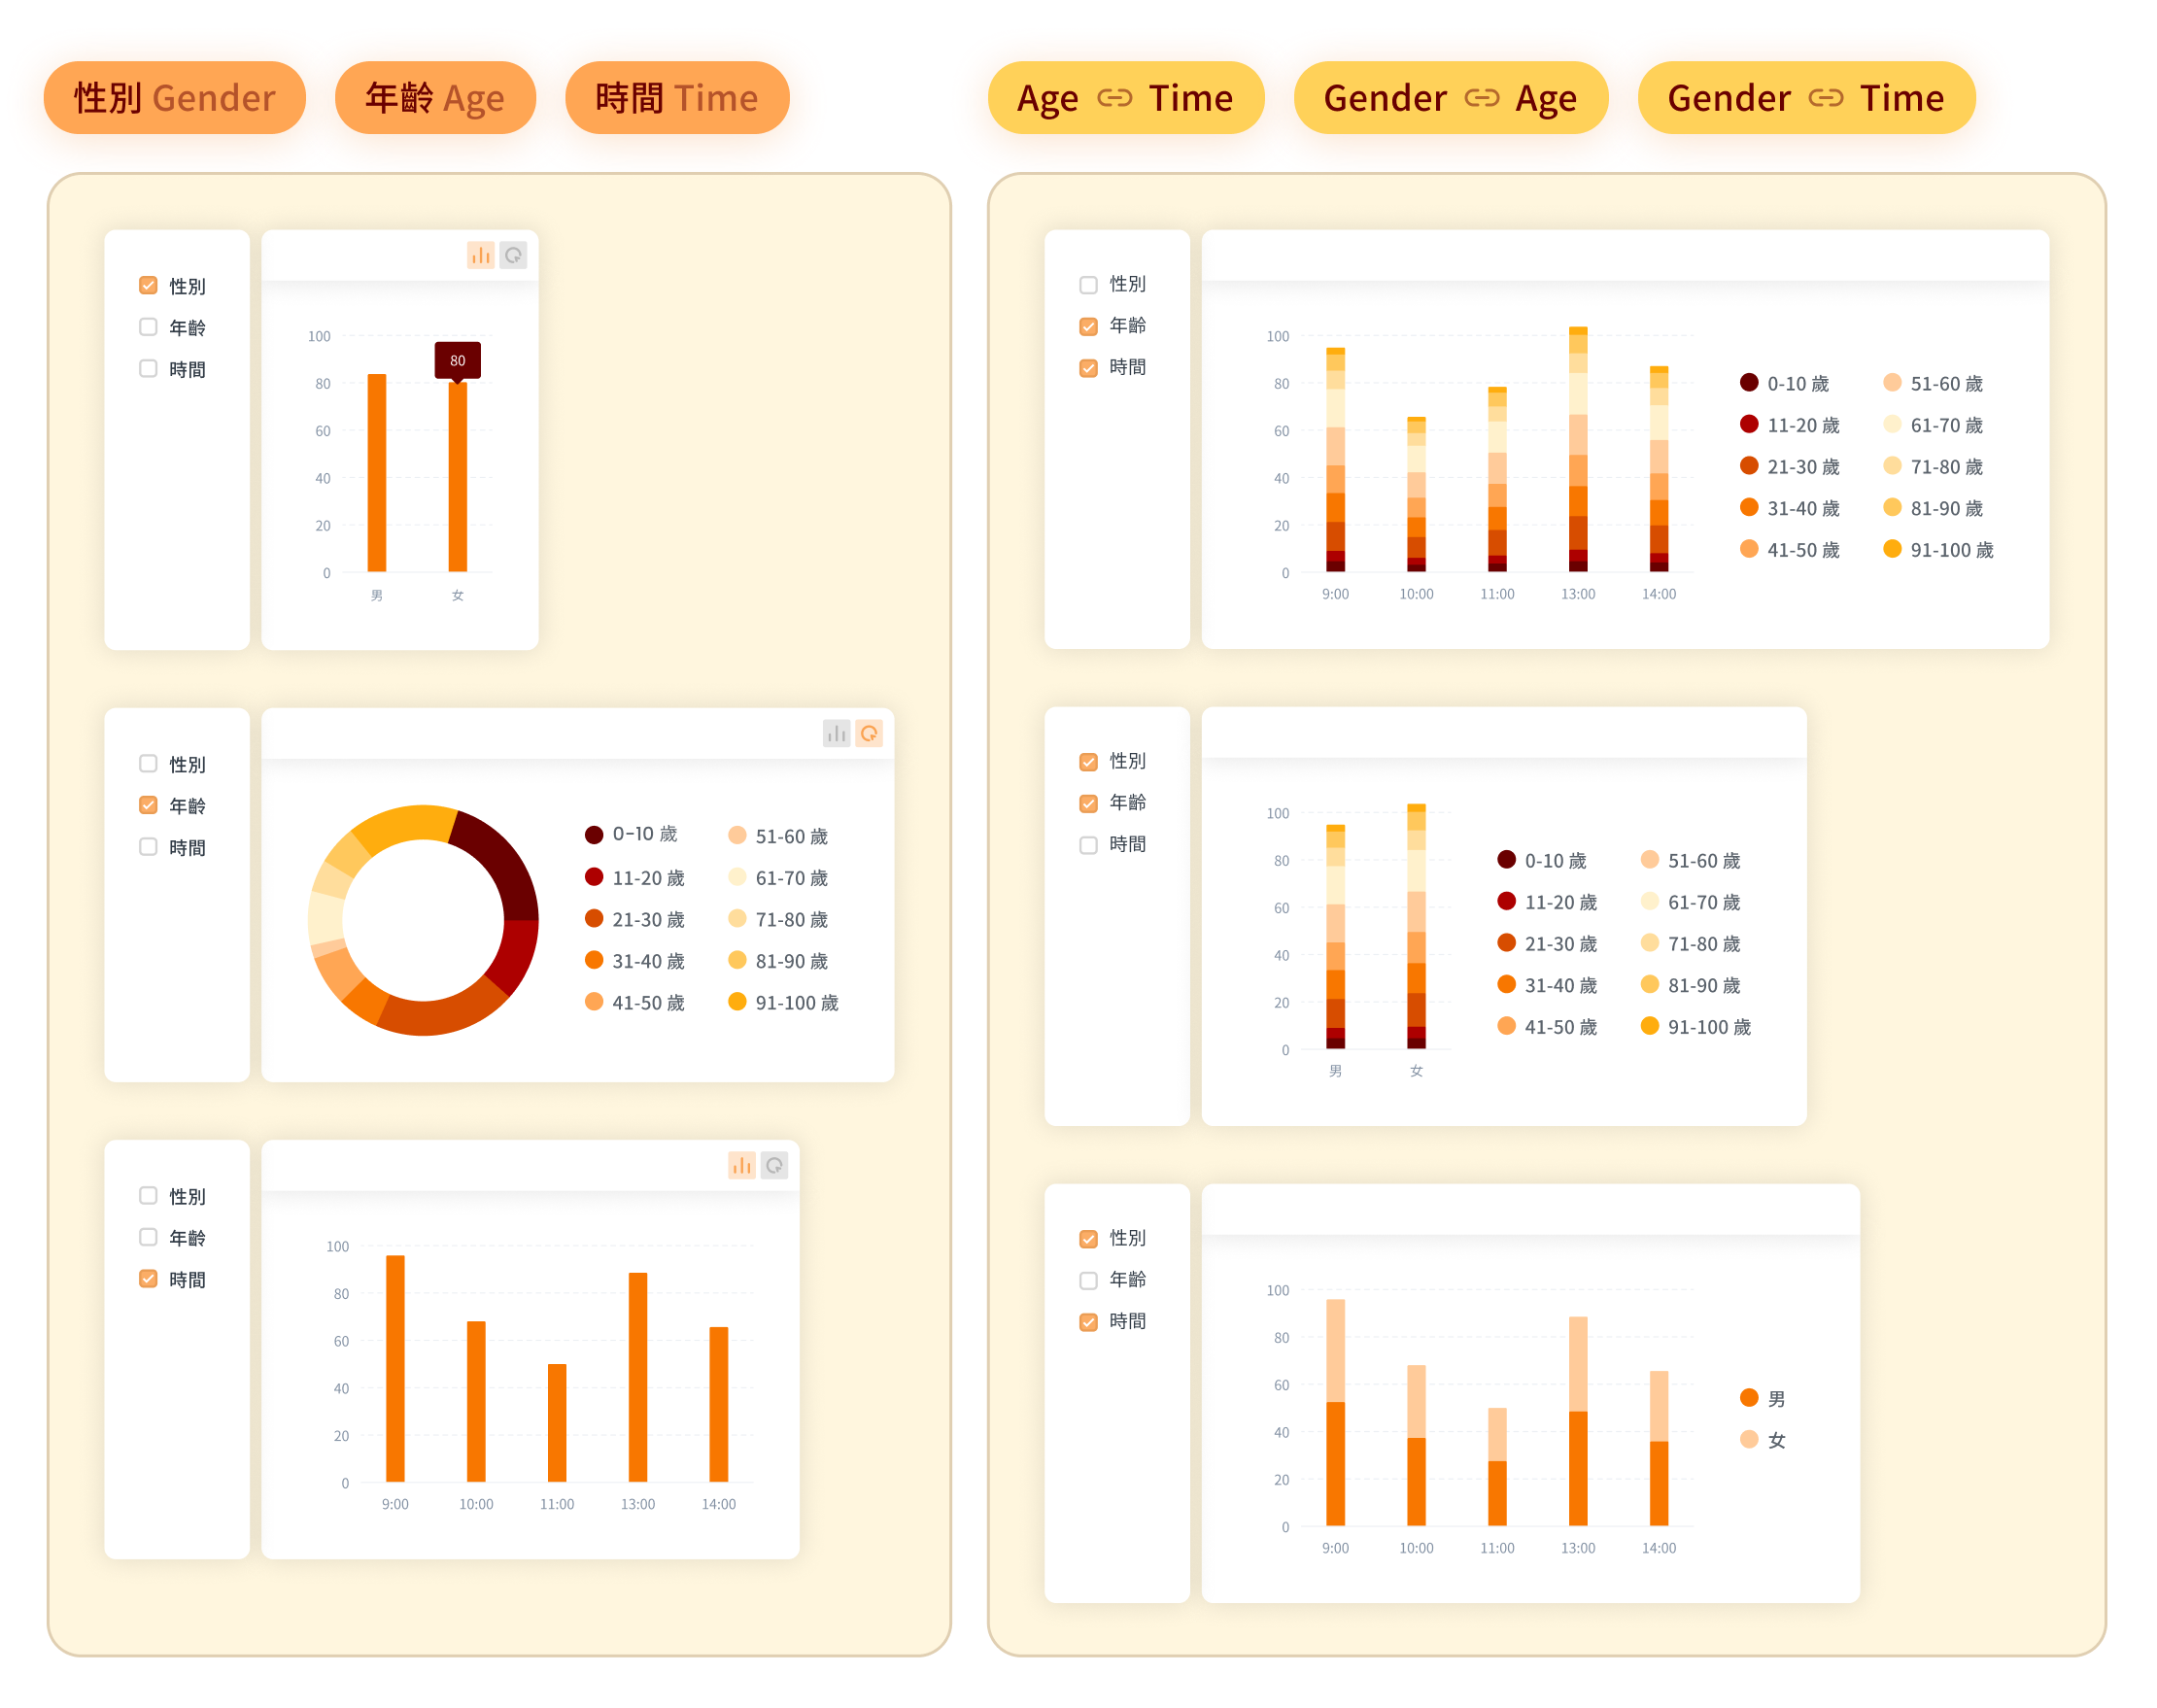 性別 Gender
年齡 Age
時間 Time
Age Time
Gender Age
Gender Time
性別
年齡
時間
100
80
60
40
20
0
80
男
女
性別
年齡
時間
0-10 歲
11-20 歲
21-30 歲
31-40 歲
41-50 歲
51-60 歲
61-70 歲
71-80 歲
81-90 歲
91-100 歲
性別
年齡
時間
100
80
60
40
20
0
9:00
10:00
11:00
13:00
14:00
性別
年齡
時間
100
80
60
40
20
0
9:00
10:00
11:00
13:00
14:00
0-10 歲
11-20 歲
21-30 歲
31-40 歲
41-50 歲
51-60 歲
61-70 歲
71-80 歲
81-90 歲
91-100 歲
性別
年齡
時間
100
80
60
40
20
0
男
女
0-10 歲
11-20 歲
21-30 歲
31-40 歲
41-50 歲
51-60 歲
61-70 歲
71-80 歲
81-90 歲
91-100 歲
性別
年齡
時間
100
80
60
40
20
0
9:00
10:00
11:00
13:00
14:00
男
女